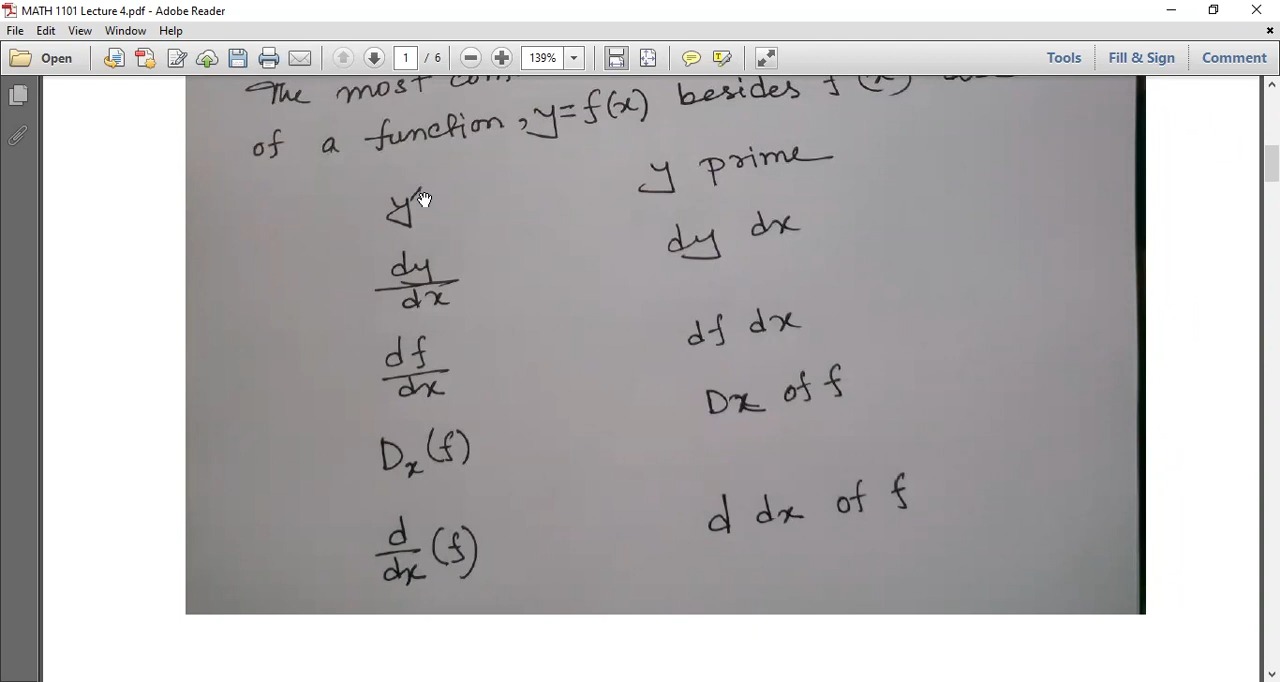 MATH 1101 Lecture 4.pdf - Adobe Reader
File Edit View Window Help
Open 1 / 6 139% Tools Fill & Sign Comment
The most
of a function, y=f(x) besides f'(x)
y' y prime
dy/dx dy dx
df/dx df dx
Dx(f) Dx of f
d/dx (f) d dx of f